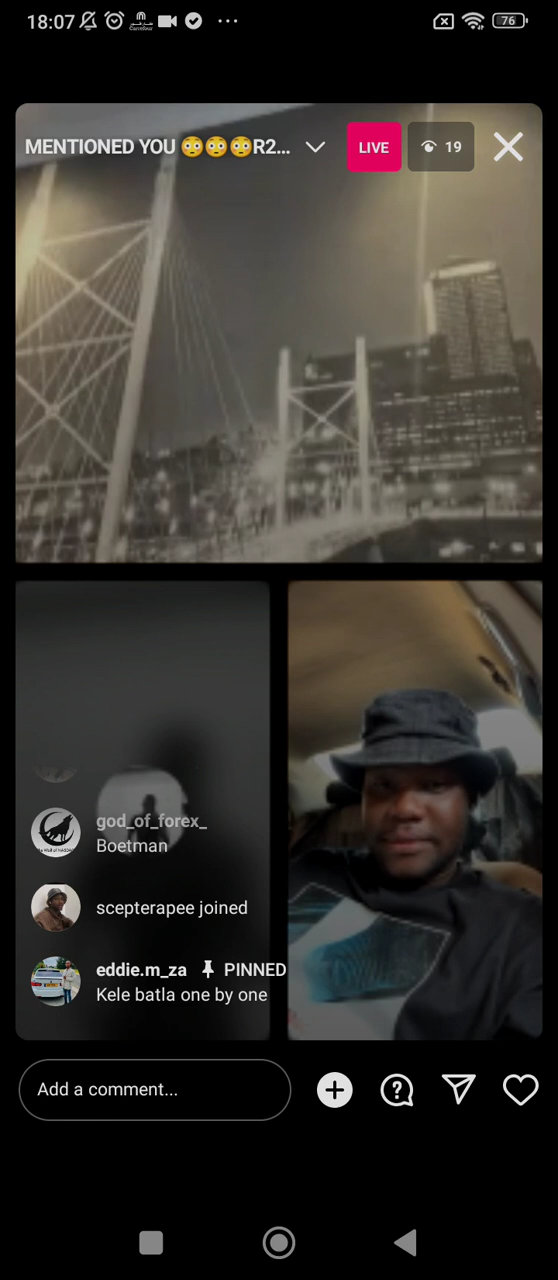 18:07
Carrefour
76
MENTIONED YOU 😳😳😳R2...
LIVE
19
god_of_forex_
Boetman
scepterapee joined
eddie.m_za PINNED
Kele batla one by one
Add a comment...